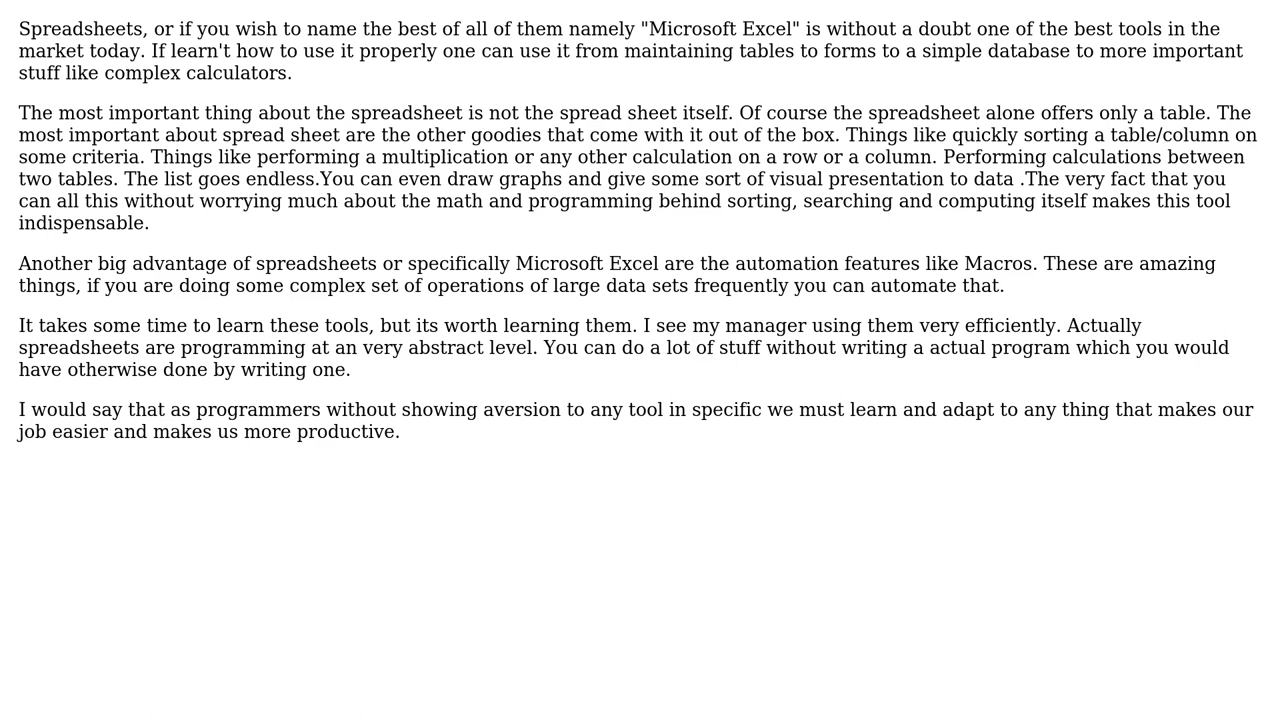 Spreadsheets, or if you wish to name the best of all of them namely "Microsoft Excel" is without a doubt one of the best tools in the
market today. If learn't how to use it properly one can use it from maintaining tables to forms to a simple database to more important
stuff like complex calculators.
The most important thing about the spreadsheet is not the spread sheet itself. Of course the spreadsheet alone offers only a table. The
most important about spread sheet are the other goodies that come with it out of the box. Things like quickly sorting a table/column on
some criteria. Things like performing a multiplication or any other calculation on a row or a column. Performing calculations between
two tables. The list goes endless.You can even draw graphs and give some sort of visual presentation to data .The very fact that you
can all this without worrying much about the math and programming behind sorting, searching and computing itself makes this tool
indispensable.
Another big advantage of spreadsheets or specifically Microsoft Excel are the automation features like Macros. These are amazing
things, if you are doing some complex set of operations of large data sets frequently you can automate that.
It takes some time to learn these tools, but its worth learning them. I see my manager using them very efficiently. Actually
spreadsheets are programming at an very abstract level. You can do a lot of stuff without writing a actual program which you would
have otherwise done by writing one.
I would say that as programmers without showing aversion to any tool in specific we must learn and adapt to any thing that makes our
job easier and makes us more productive.